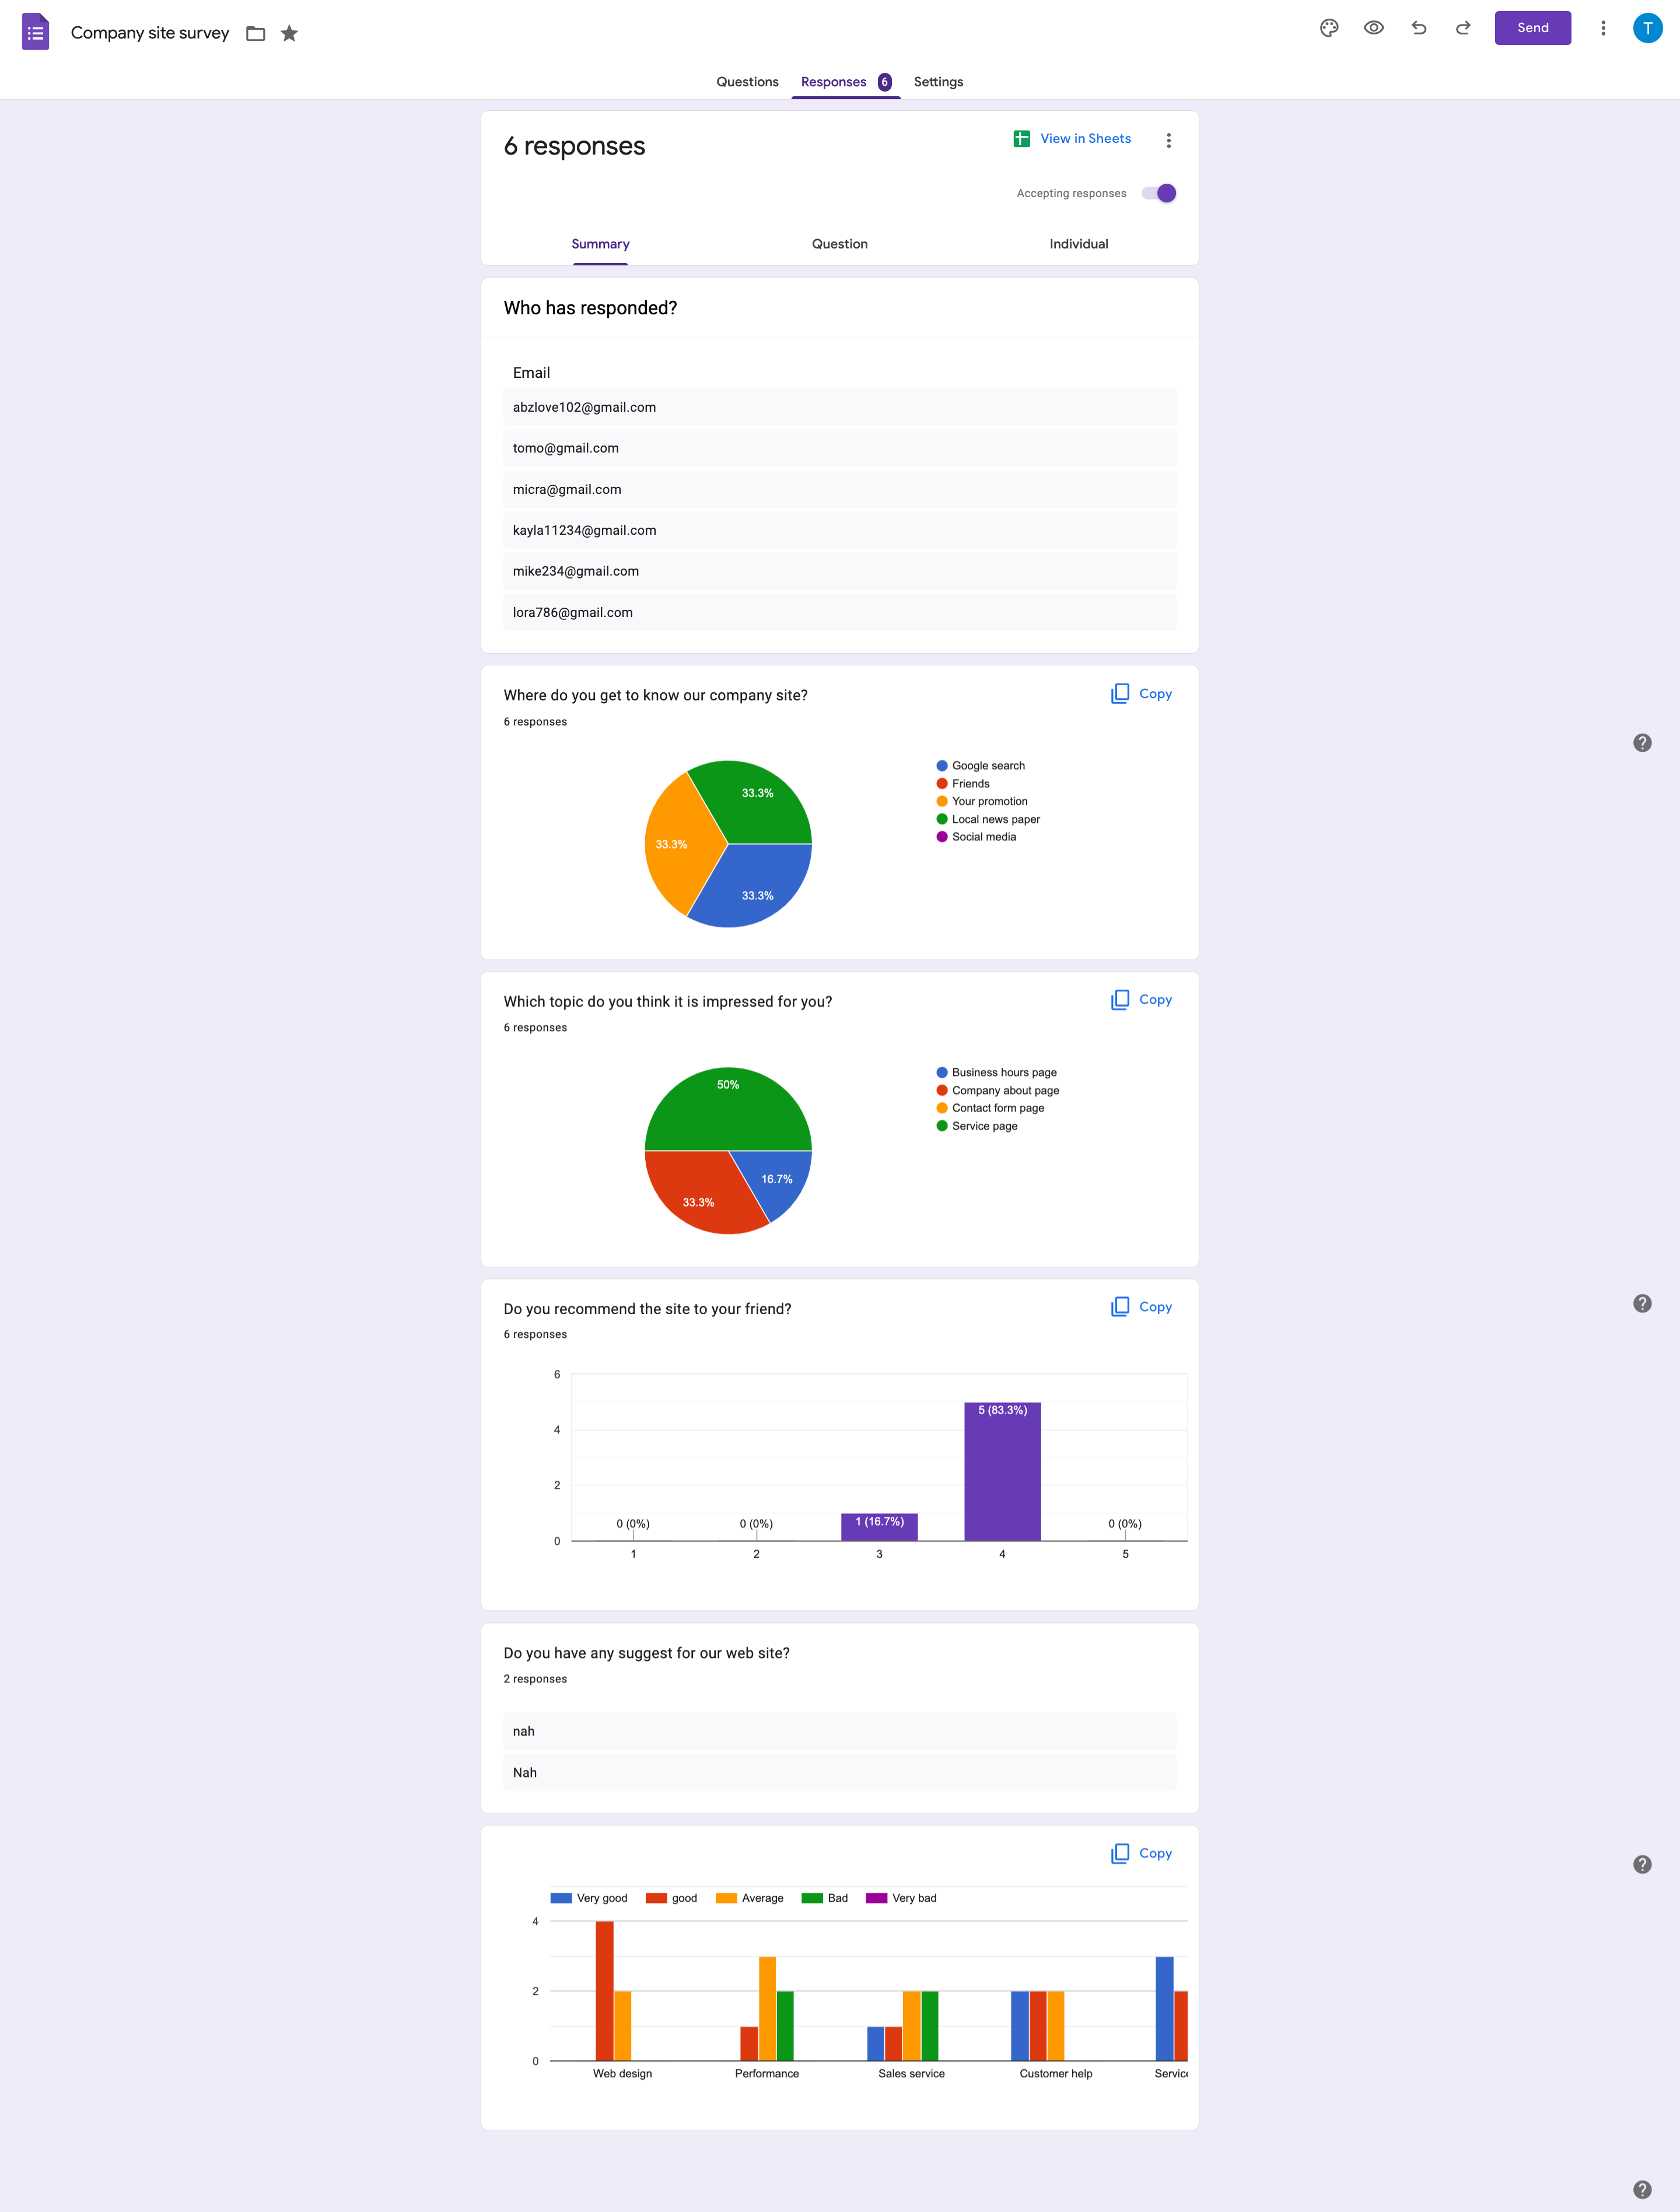 Company site survey
Send
T
Questions Responses 6 Settings
6 responses
View in Sheets
Accepting responses
Summary Question Individual
Who has responded?
Email
abzlove102@gmail.com
tomo@gmail.com
micra@gmail.com
kayla11234@gmail.com
mike234@gmail.com
lora786@gmail.com
Where do you get to know our company site?
Copy
6 responses
33.3%
33.3%
33.3%
Google search
Friends
Your promotion
Local news paper
Social media
Which topic do you think it is impressed for you?
Copy
6 responses
50%
16.7%
33.3%
Business hours page
Company about page
Contact form page
Service page
Do you recommend the site to your friend?
Copy
6 responses
6
4
2
0
0 (0%) 0 (0%) 1 (16.7%) 5 (83.3%) 0 (0%)
1 2 3 4 5
Do you have any suggest for our web site?
2 responses
nah
Nah
Copy
Very good good Average Bad Very bad
4
2
0
Web design Performance Sales service Customer help